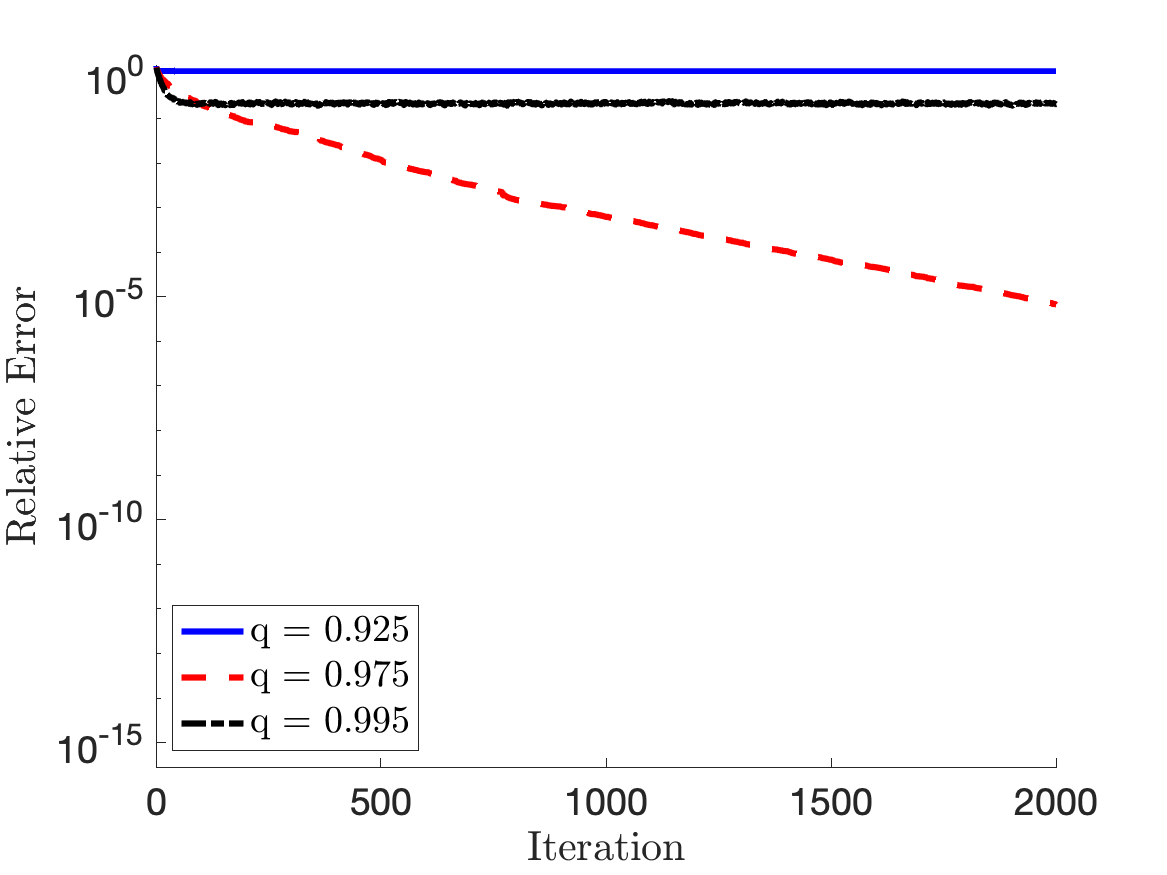 10^0
10^-5
10^-10
10^-15
Relative Error
q = 0.925
q = 0.975
q = 0.995
0 500 1000 1500 2000
Iteration